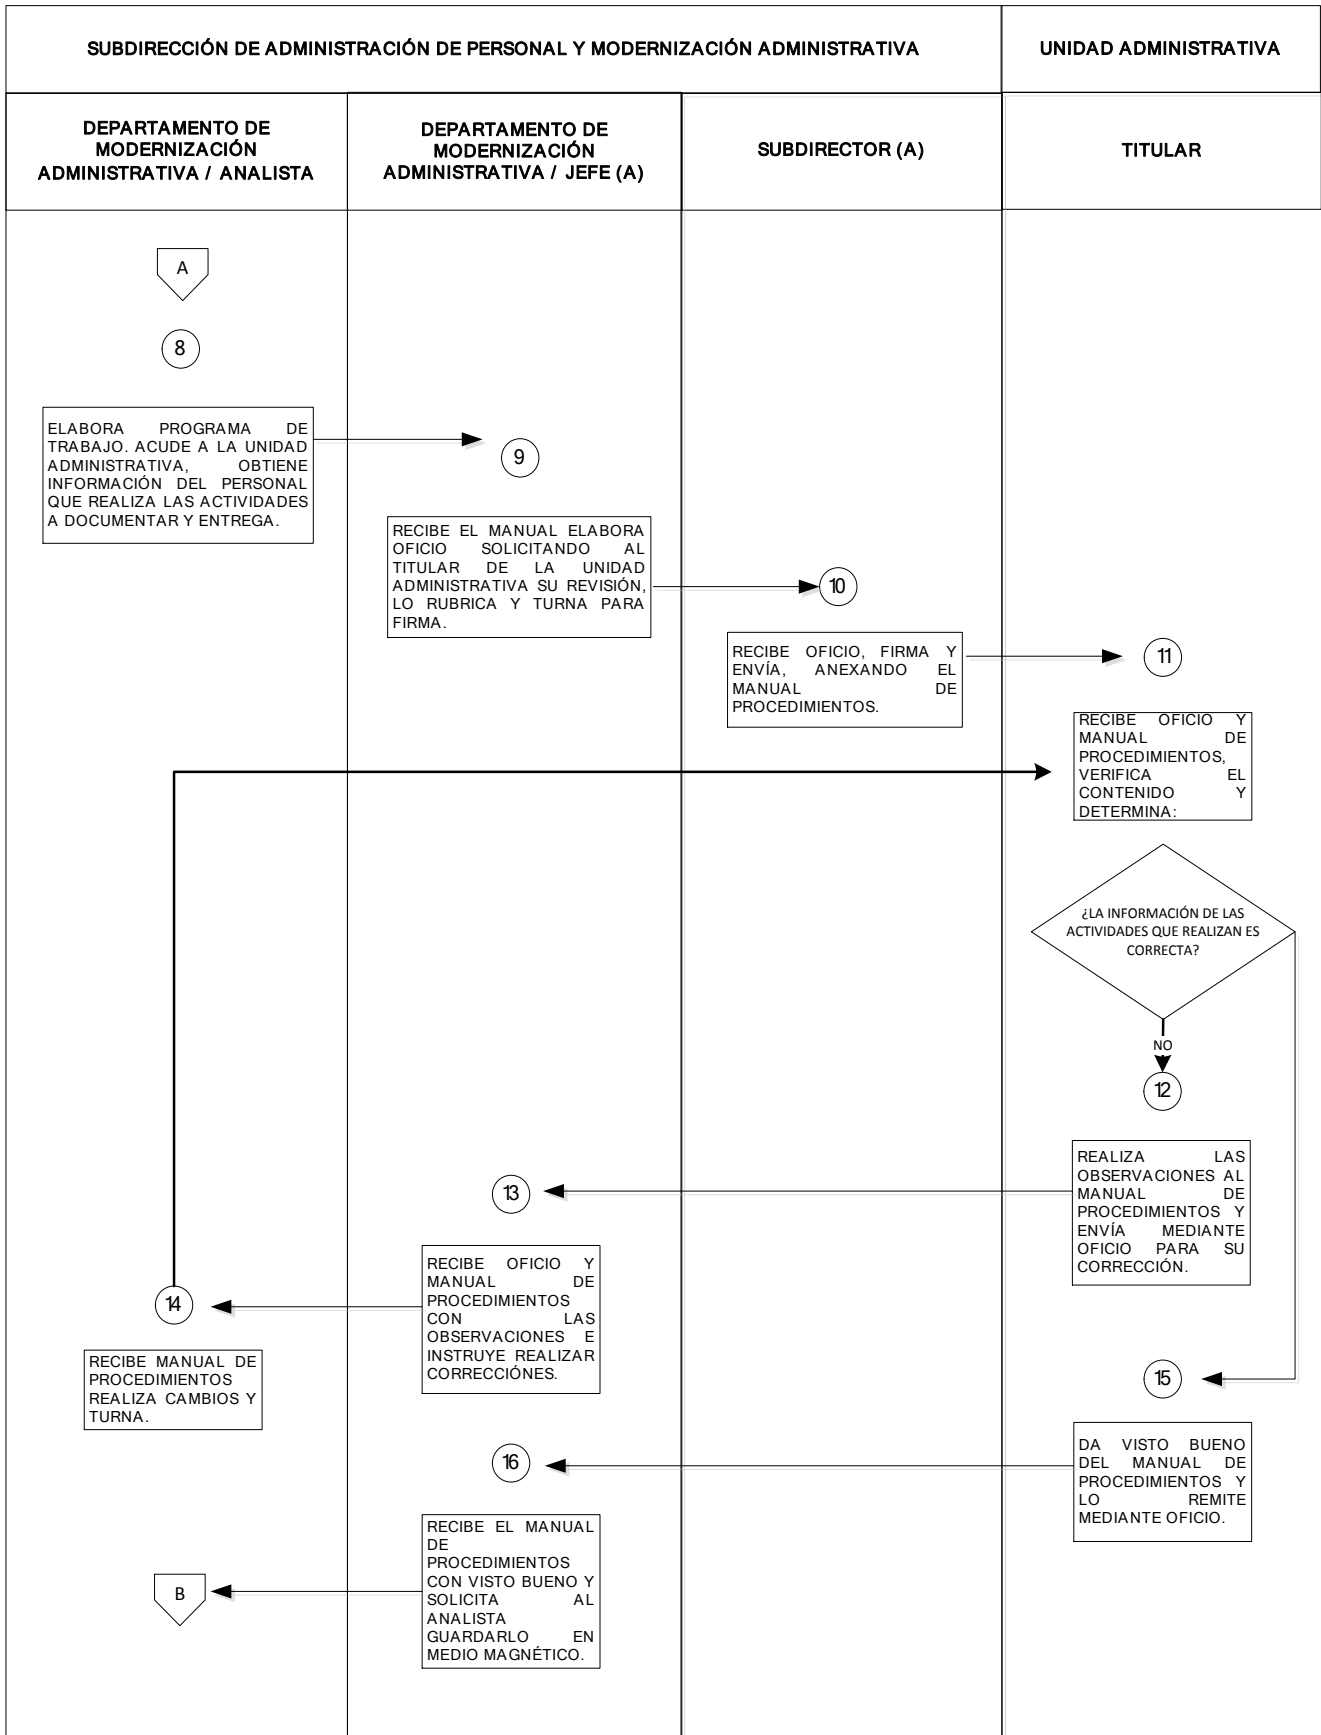 SUBDIRECCIÓN DE ADMINISTRACIÓN DE PERSONAL Y MODERNIZACIÓN ADMINISTRATIVA
UNIDAD ADMINISTRATIVA
DEPARTAMENTO DE
MODERNIZACIÓN
ADMINISTRATIVA / ANALISTA
DEPARTAMENTO DE
MODERNIZACIÓN
ADMINISTRATIVA / JEFE (A)
SUBDIRECTOR (A)
TITULAR
A
8
ELABORA PROGRAMA DE
TRABAJO. ACUDE A LA UNIDAD
ADMINISTRATIVA, OBTIENE
INFORMACIÓN DEL PERSONAL
QUE REALIZA LAS ACTIVIDADES
A DOCUMENTAR Y ENTREGA.
9
RECIBE EL MANUAL ELABORA
OFICIO SOLICITANDO AL
TITULAR DE LA UNIDAD
ADMINISTRATIVA SU REVISIÓN,
LO RUBRICA Y TURNA PARA
FIRMA.
10
RECIBE OFICIO, FIRMA Y
ENVÍA, ANEXANDO EL
MANUAL DE
PROCEDIMIENTOS.
11
RECIBE OFICIO Y
MANUAL DE
PROCEDIMIENTOS,
VERIFICA EL
CONTENIDO Y
DETERMINA:
¿LA INFORMACIÓN DE LAS
ACTIVIDADES QUE REALIZAN ES
CORRECTA?
NO
12
REALIZA LAS
OBSERVACIONES AL
MANUAL DE
PROCEDIMIENTOS Y
ENVÍA MEDIANTE
OFICIO PARA SU
CORRECCIÓN.
13
RECIBE OFICIO Y
MANUAL DE
PROCEDIMIENTOS
CON LAS
OBSERVACIONES E
INSTRUYE REALIZAR
CORRECCIÓNES.
14
RECIBE MANUAL DE
PROCEDIMIENTOS
REALIZA CAMBIOS Y
TURNA.
15
DA VISTO BUENO
DEL MANUAL DE
PROCEDIMIENTOS Y
LO REMITE
MEDIANTE OFICIO.
16
RECIBE EL MANUAL
DE
PROCEDIMIENTOS
CON VISTO BUENO Y
SOLICITA AL
ANALISTA
GUARDARLO EN
MEDIO MAGNÉTICO.
B